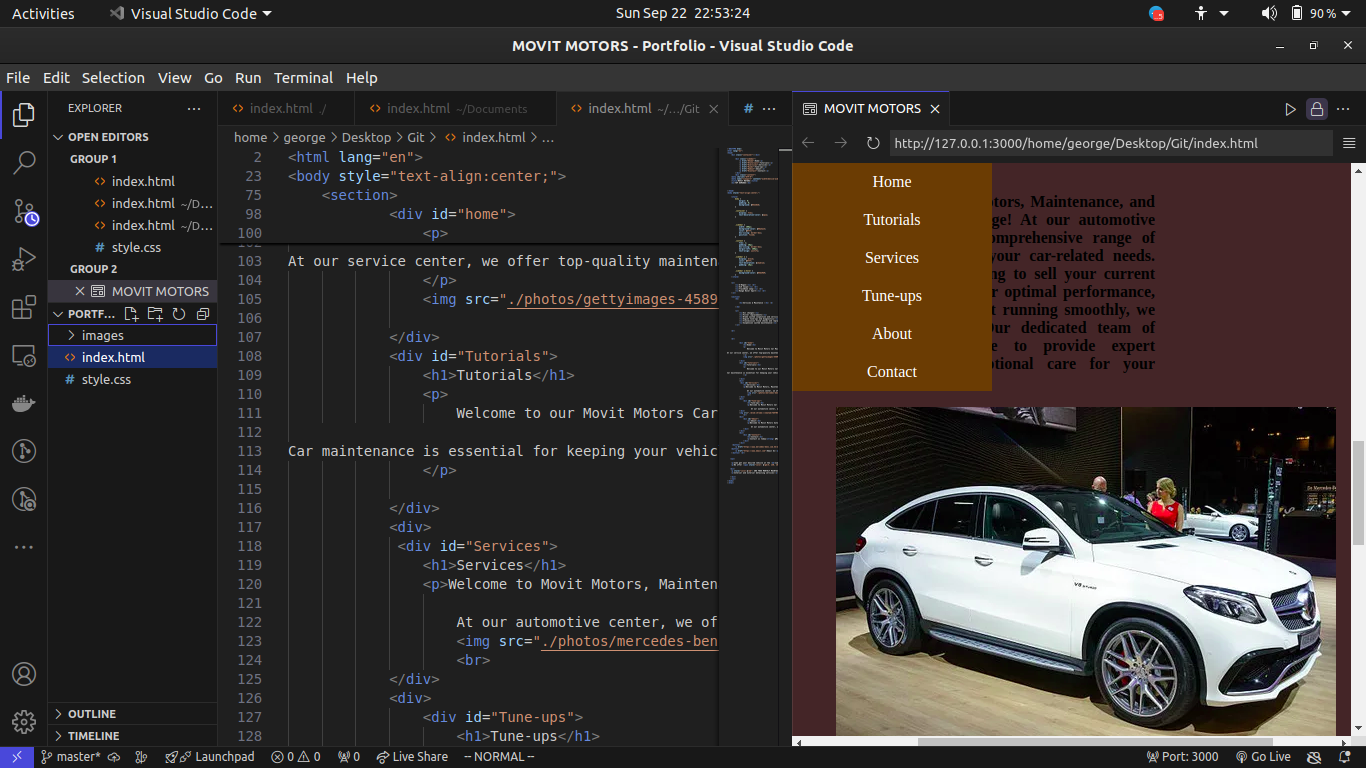 Activities
Visual Studio Code
Sun Sep 22 22:53:24
90 %
MOVIT MOTORS - Portfolio - Visual Studio Code
File Edit Selection View Go Run Terminal Help
EXPLORER
OPEN EDITORS
GROUP 1
index.html
index.html ~/D...
index.html ~/D...
style.css
GROUP 2
MOVIT MOTORS
PORTF...
images
index.html
style.css
OUTLINE
TIMELINE
index.html ./
index.html ~/Documents
index.html ~/.../Git
home > george > Desktop > Git > index.html > ...
2 <html lang="en">
23 <body style="text-align:center;">
75 <section>
98 <div id="home">
100 <p>
103 At our service center, we offer top-quality mainten
104 </p>
105 <img src="./photos/gettyimages-4589
106
107 </div>
108 <div id="Tutorials">
109 <h1>Tutorials</h1>
110 <p>
111 Welcome to our Movit Motors Car
112
113 Car maintenance is essential for keeping your vehic
114 </p>
115
116 </div>
117 <div>
118 <div id="Services">
119 <h1>Services</h1>
120 <p>Welcome to Movit Motors, Mainten
121
122 At our automotive center, we of
123 <img src="./photos/mercedes-ben
124 <br>
125 </div>
126 <div>
127 <div id="Tune-ups">
128 <h1>Tune-ups</h1>
MOVIT MOTORS
http://127.0.0.1:3000/home/george/Desktop/Git/index.html
Home
Tutorials
Services
Tune-ups
About
Contact
tors, Maintenance, and
ge! At our automotive
omprehensive range of
your car-related needs.
ng to sell your current
r optimal performance,
t running smoothly, we
Our dedicated team of
e to provide expert
ptional care for your
V8 BITURBO
master*
Launchpad
0 0
0
Live Share
-- NORMAL --
Port: 3000
Go Live